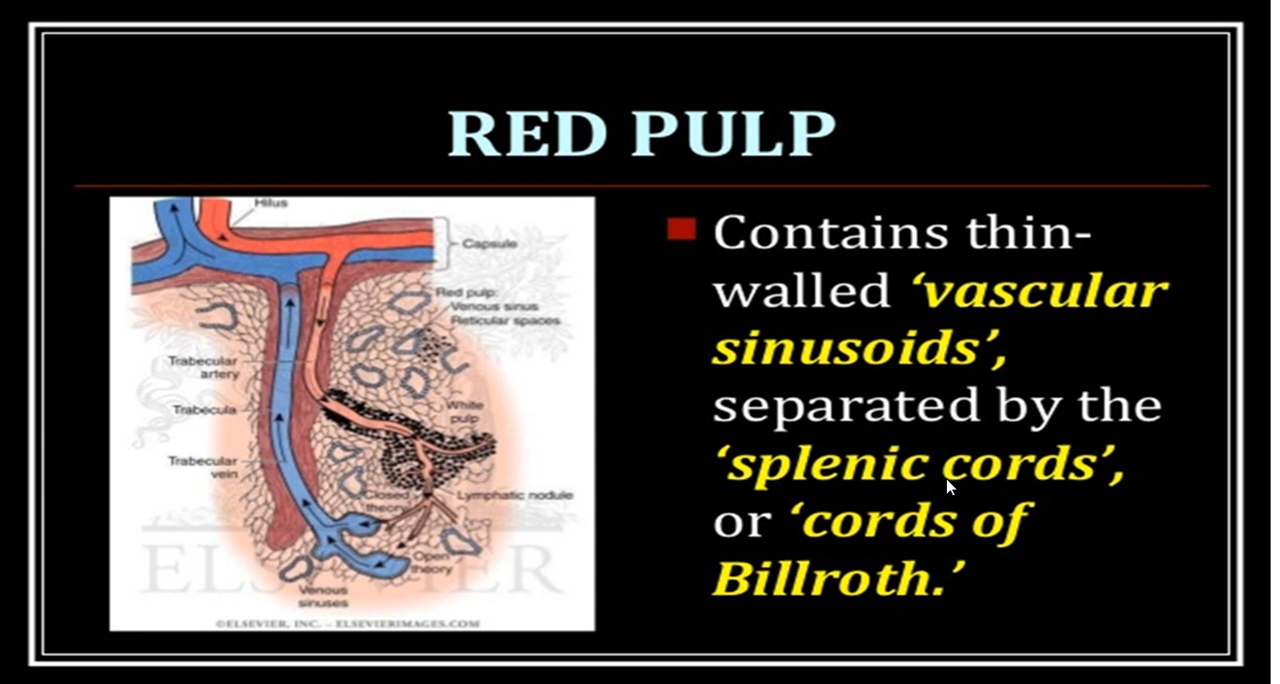 RED PULP
Hilus
Capsule
Red pulp:
Venous sinus
Reticular spaces
Trabecular
artery
Trabecula
White
pulp
Trabecular
vein
Closed
theory
Lymphatic nodule
Open
theory
Venous
sinuses
ELSEVIER
©ELSEVIER, INC. – ELSEVIERIMAGES.COM
Contains thin-
walled ‘vascular
sinusoids’,
separated by the
‘splenic cords’,
or ‘cords of
Billroth.’